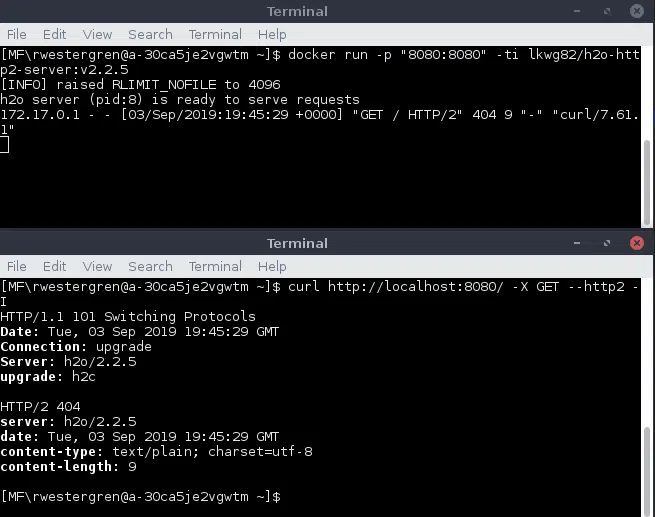 Terminal
File Edit View Search Terminal Help
[MF\rwestergren@a-30ca5je2vgwtm ~]$ docker run -p "8080:8080" -ti lkwg82/h2o-htt
p2-server:v2.2.5
[INFO] raised RLIMIT_NOFILE to 4096
h2o server (pid:8) is ready to serve requests
172.17.0.1 - - [03/Sep/2019:19:45:29 +0000] "GET / HTTP/2" 404 9 "-" "curl/7.61.
1"
Terminal
File Edit View Search Terminal Help
[MF\rwestergren@a-30ca5je2vgwtm ~]$ curl http://localhost:8080/ -X GET --http2 -
I
HTTP/1.1 101 Switching Protocols
Date: Tue, 03 Sep 2019 19:45:29 GMT
Connection: upgrade
Server: h2o/2.2.5
upgrade: h2c
HTTP/2 404
server: h2o/2.2.5
date: Tue, 03 Sep 2019 19:45:29 GMT
content-type: text/plain; charset=utf-8
content-length: 9
[MF\rwestergren@a-30ca5je2vgwtm ~]$